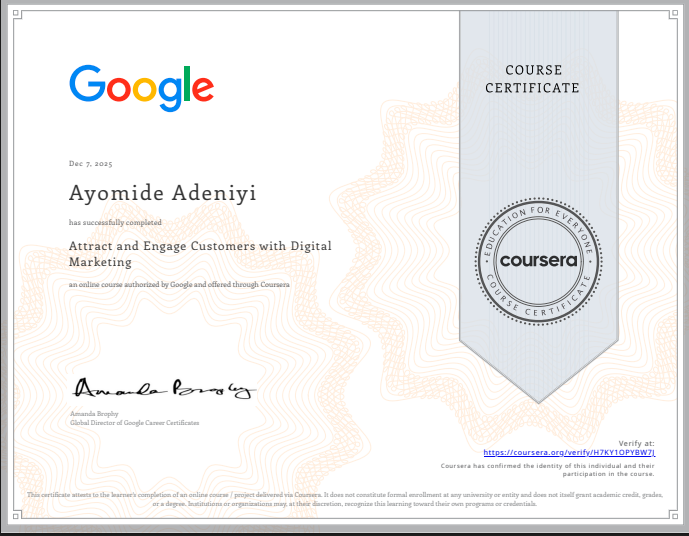 Google
COURSE
CERTIFICATE
Dec 7, 2025
Ayomide Adeniyi
has successfully completed
Attract and Engage Customers with Digital
Marketing
an online course authorized by Google and offered through Coursera
EDUCATION FOR EVERYONE
coursera
COURSE CERTIFICATE
Amanda Brophy
Amanda Brophy
Global Director of Google Career Certificates
Verify at:
https://coursera.org/verify/H7KY1OPYBW7J
Coursera has confirmed the identity of this individual and their
participation in the course.
This certificate attests to the learner's completion of an online course / project delivered via Coursera. It does not constitute formal enrollment at any university or entity and does not itself grant academic credit, grades,
or a degree. Institutions or organizations may, at their discretion, recognize this learning toward their own programs or credentials.